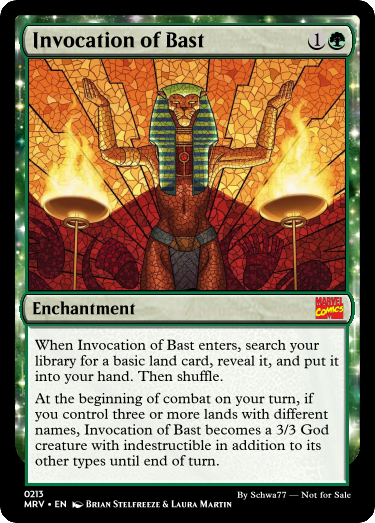 Invocation of Bast 1
Enchantment
MARVEL
COMICS
When Invocation of Bast enters, search your
library for a basic land card, reveal it, and put it
into your hand. Then shuffle.
At the beginning of combat on your turn, if
you control three or more lands with different
names, Invocation of Bast becomes a 3/3 God
creature with indestructible in addition to its
other types until end of turn.
0213
MRV • EN Brian Stelfreeze & Laura Martin
By Schwa77 — Not for Sale